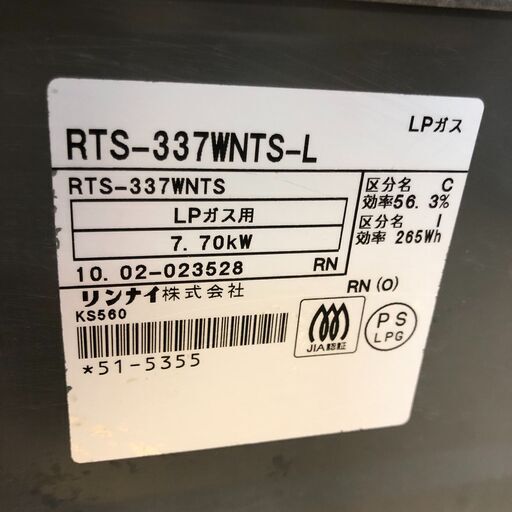 LPガス
RTS-337WNTS-L
RTS-337WNTS
LPガス用
7.70kW
10.02-023528 RN
区分名 C
効率56.3%
区分名 I
効率 265Wh
リンナイ株式会社
RN(O)
KS560
*51-5355
JIA認証
PS
LPG